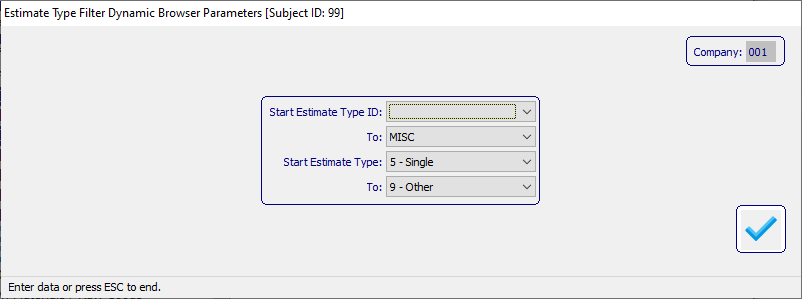 Estimate Type Filter Dynamic Browser Parameters [Subject ID: 99]
Company: 001
Start Estimate Type ID:
To: MISC
Start Estimate Type: 5 - Single
To: 9 - Other
Enter data or press ESC to end.